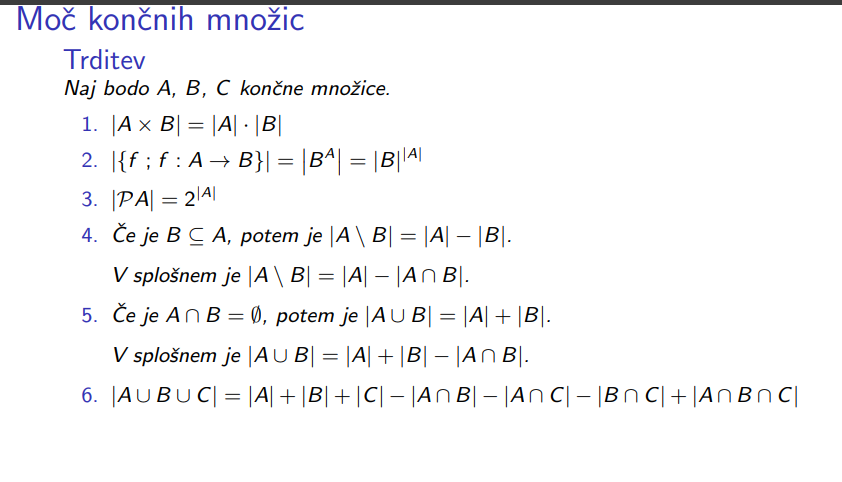 Moč končnih množic
Trditev
Naj bodo A, B, C končne množice.
1. |A × B| = |A| · |B|
2. |{f ; f : A → B}| = |Bᴬ| = |B|^|A|
3. |𝒫A| = 2^|A|
4. Če je B ⊆ A, potem je |A \ B| = |A| − |B|.
V splošnem je |A \ B| = |A| − |A ∩ B|.
5. Če je A ∩ B = ∅, potem je |A ∪ B| = |A| + |B|.
V splošnem je |A ∪ B| = |A| + |B| − |A ∩ B|.
6. |A ∪ B ∪ C| = |A| + |B| + |C| − |A ∩ B| − |A ∩ C| − |B ∩ C| + |A ∩ B ∩ C|